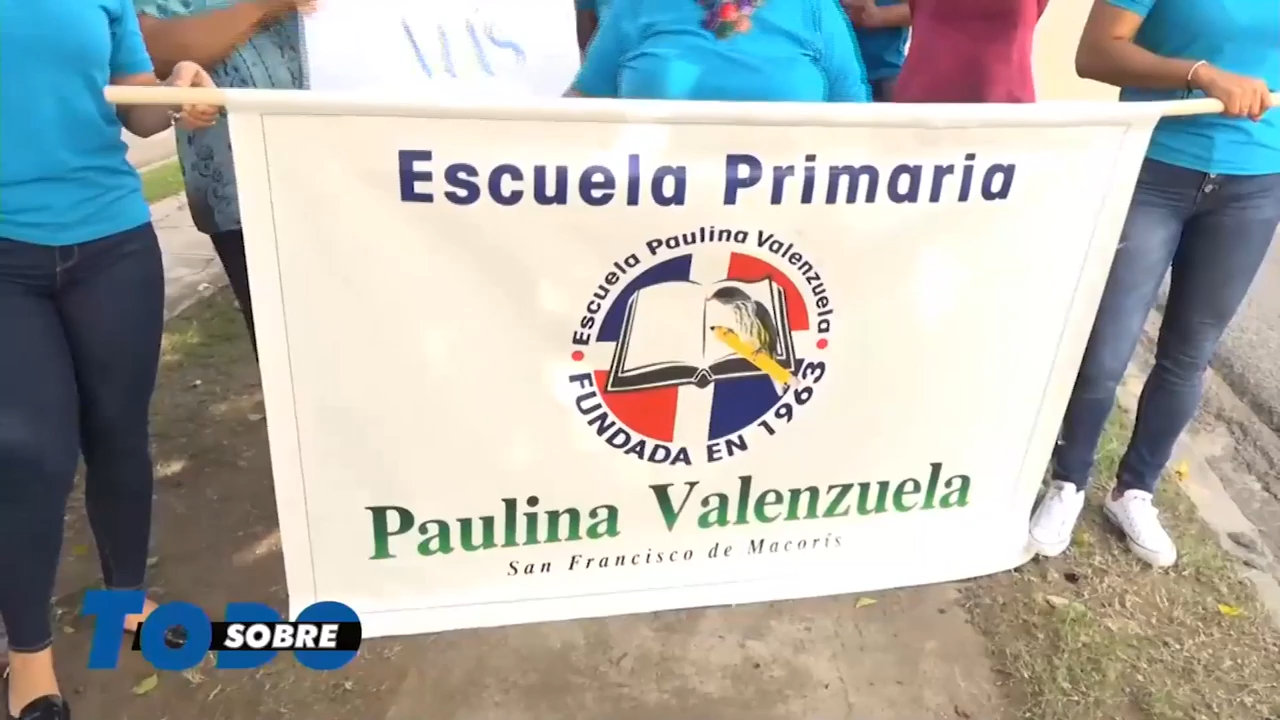 Escuela Primaria
Escuela Paulina Valenzuela
FUNDADA EN 1963
Paulina Valenzuela
San Francisco de Macorís
TODO
SOBRE